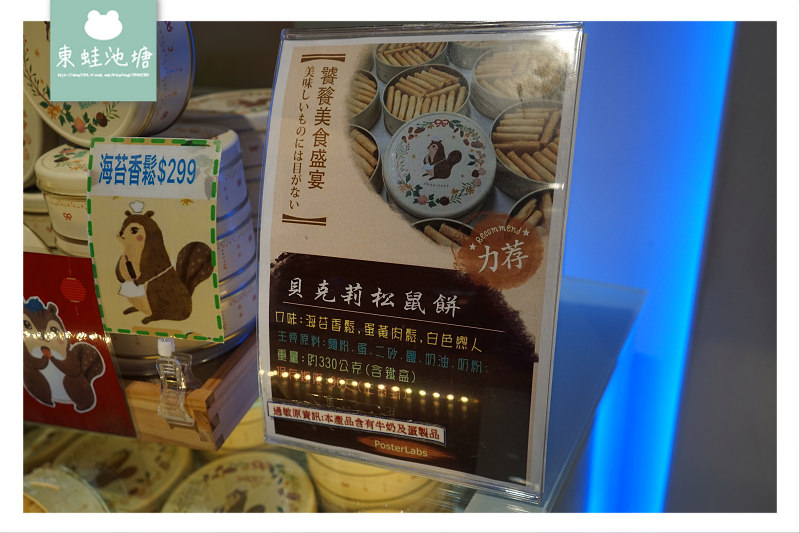 東蛙池塘
海苔香鬆$299
饕餮美食盛宴
美味しいものには目がない
Recommend
力荐
貝克莉松鼠餅
口味:海苔香鬆,蛋黃肉鬆,白色戀人
主要原料:麵粉.蛋.二砂.鹽.奶油.奶粉.
重量:約330公克(含鐵盒)
過敏原資訊:本產品含有牛奶及蛋製品
PosterLabs